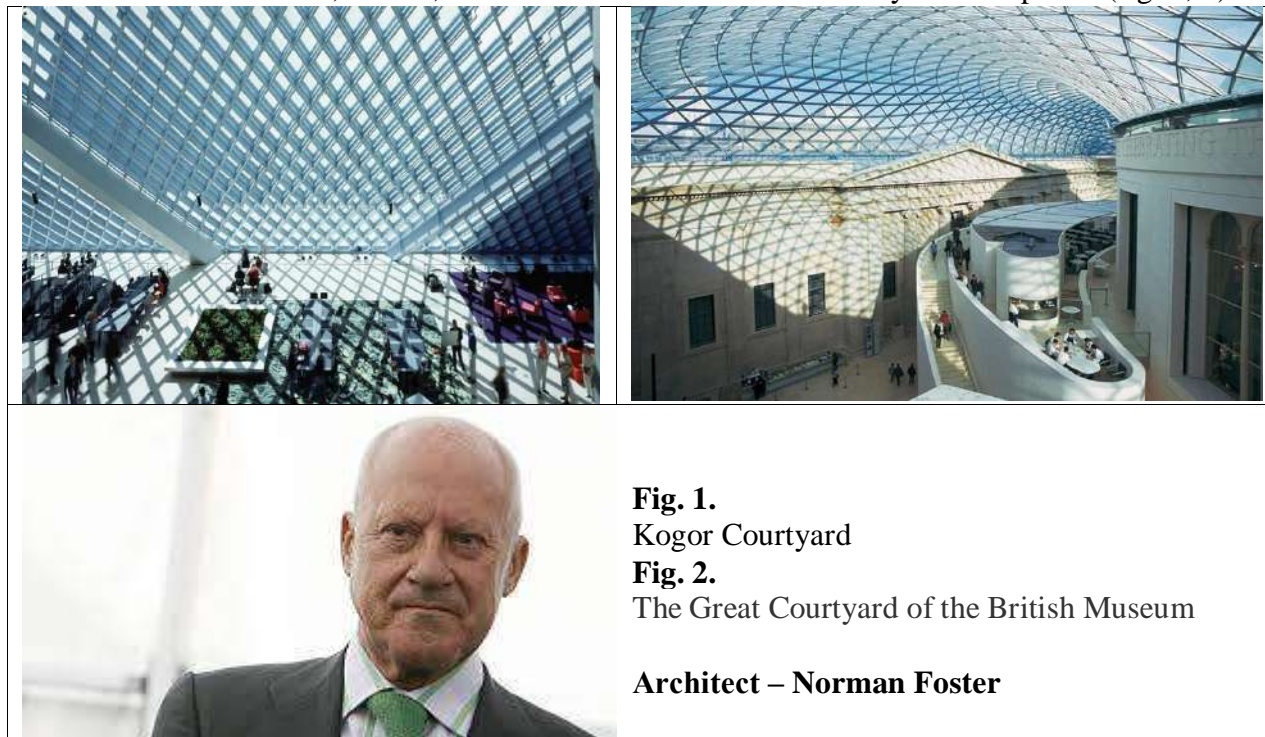 Fig. 1.
Kogor Courtyard
Fig. 2.
The Great Courtyard of the British Museum
Architect – Norman Foster